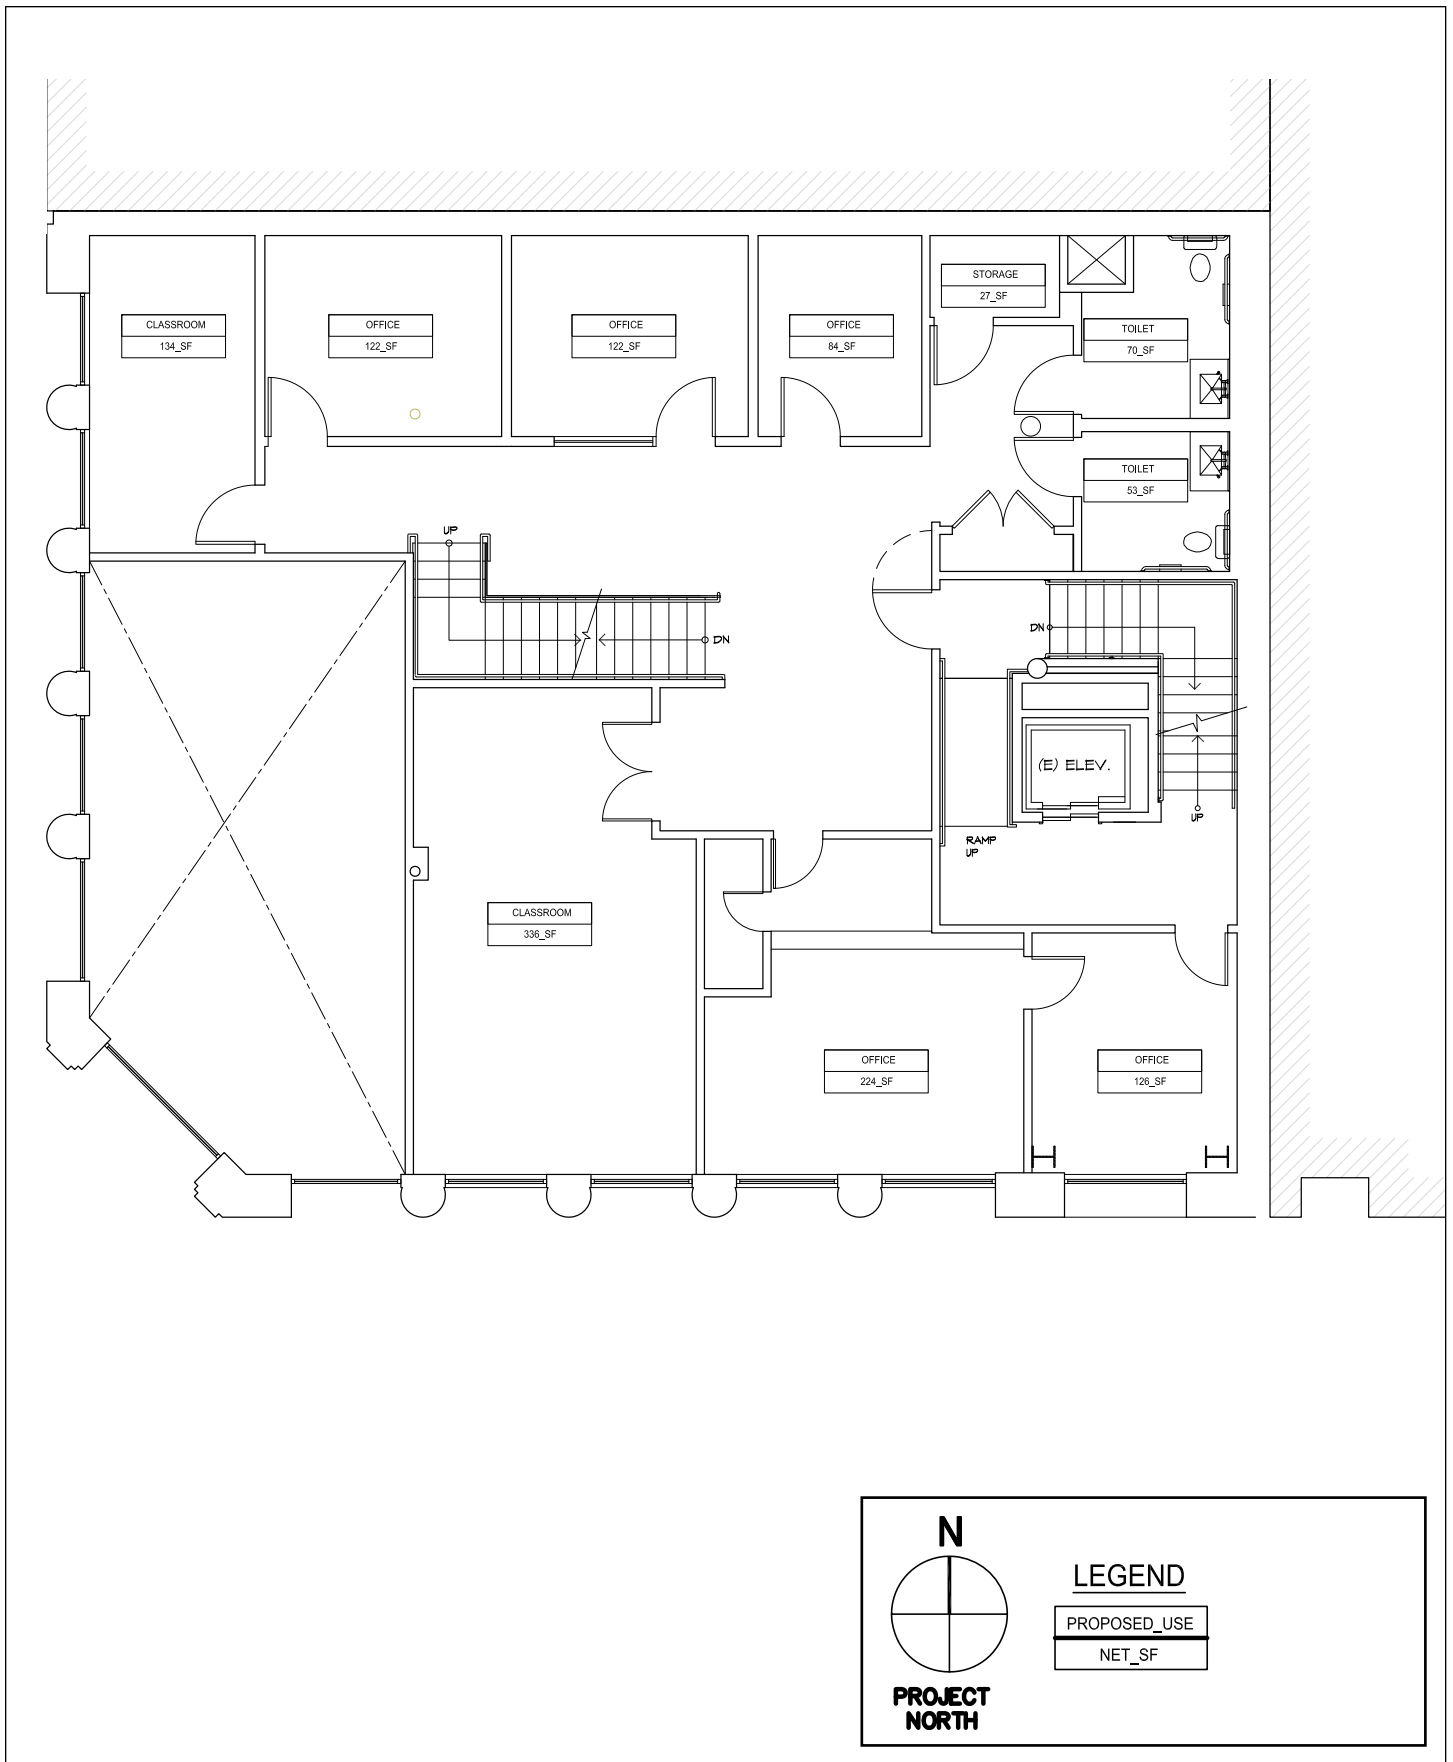 STORAGE
27_SF
CLASSROOM
134_SF
OFFICE
122_SF
OFFICE
122_SF
OFFICE
84_SF
TOILET
70_SF
TOILET
53_SF
UP
DN
DN
(E) ELEV.
UP
RAMP
UP
CLASSROOM
336_SF
OFFICE
224_SF
OFFICE
126_SF
N
PROJECT
NORTH
LEGEND
PROPOSED_USE
NET_SF